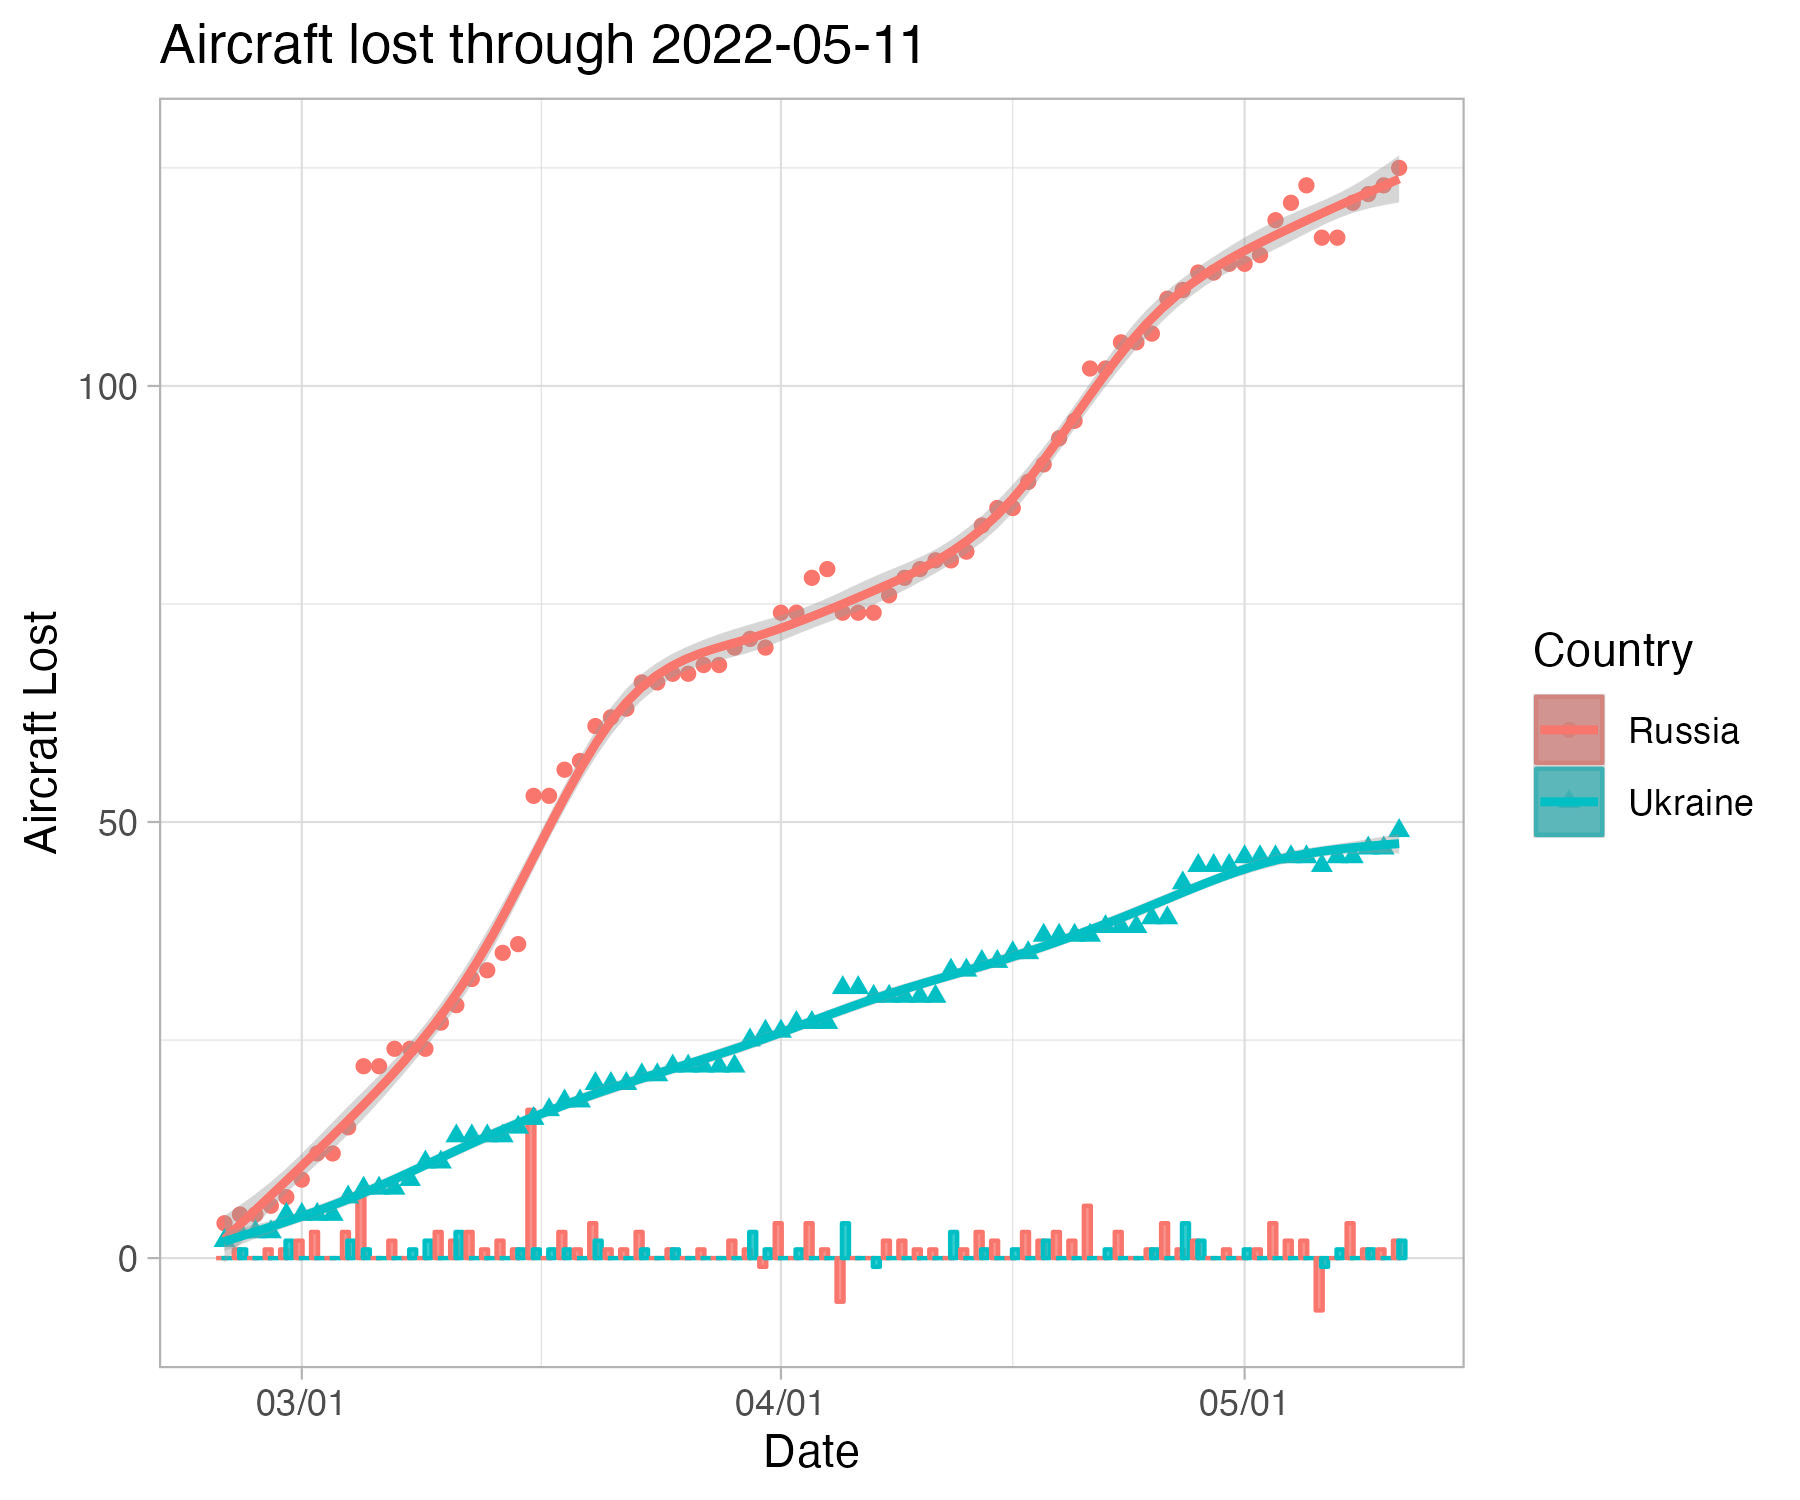 Aircraft lost through 2022-05-11
Aircraft Lost
100
50
0
03/01 04/01 05/01
Date
Country
Russia
Ukraine